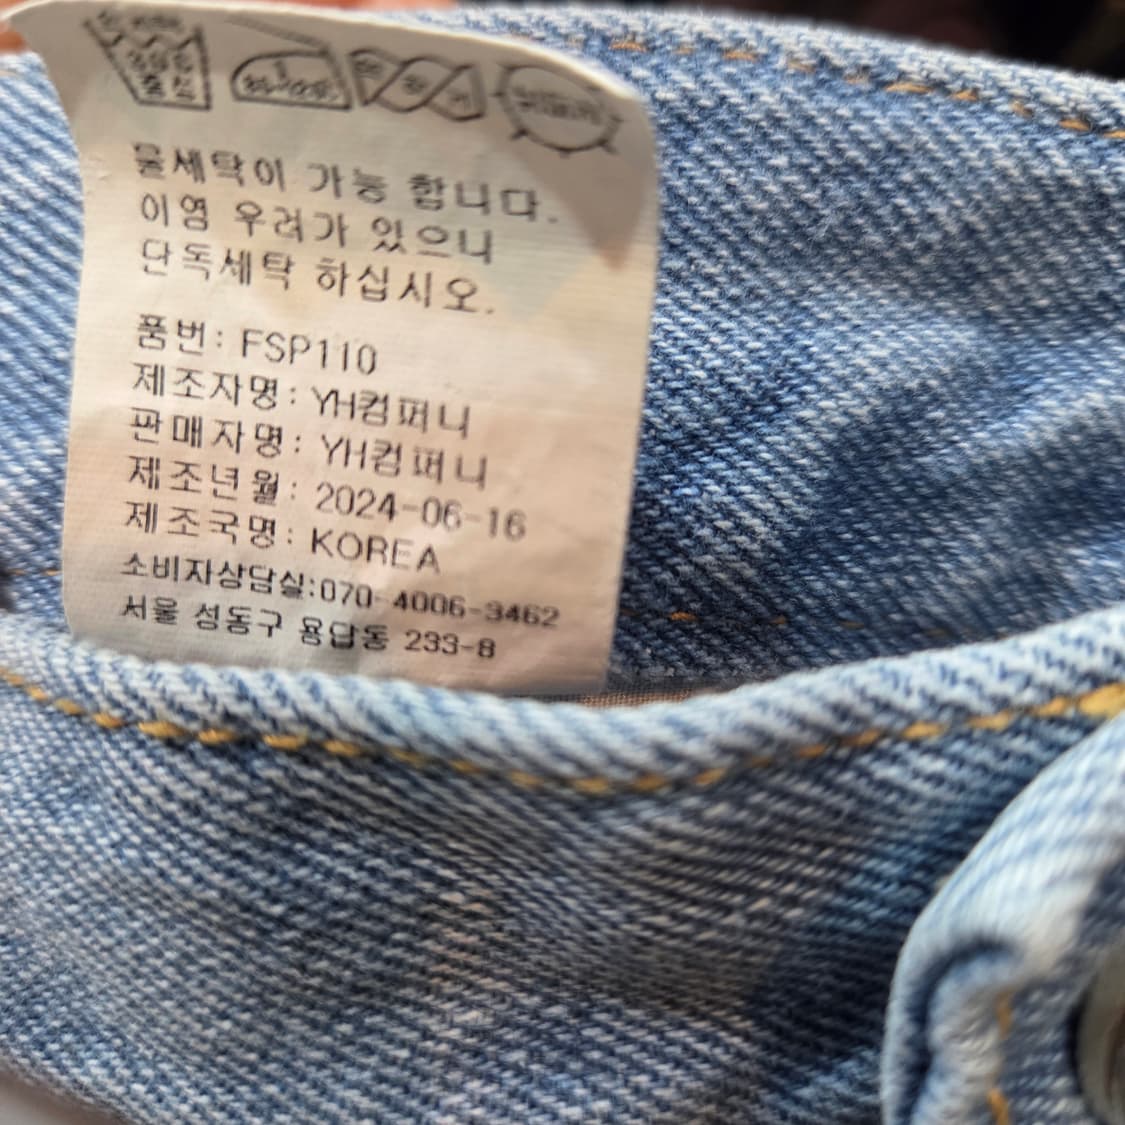 물세탁이 가능 합니다.
이염 우려가 있으니
단독세탁 하십시오.
품번: FSP110
제조자명: YH컴퍼니
판매자명: YH컴퍼니
제조년월: 2024-06-16
제조국명: KOREA
소비자상담실:070-4006-3462
서울 성동구 용답동 233-8